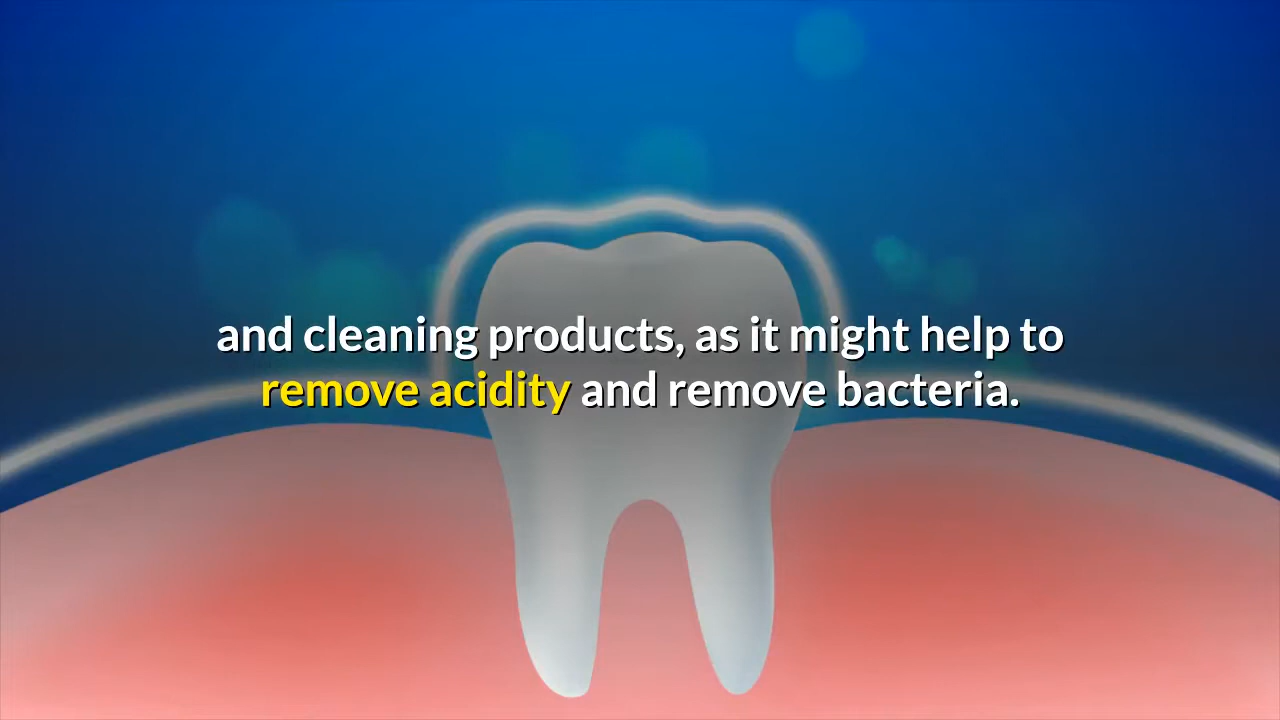 and cleaning products, as it might help to
remove acidity and remove bacteria.